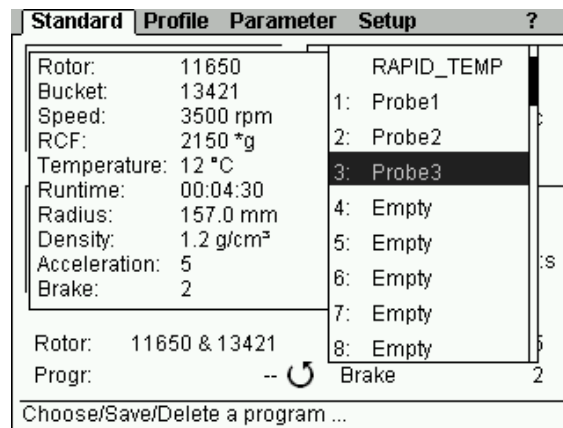 Standard Profile Parameter Setup ?
Rotor: 11650
Bucket: 13421
Speed: 3500 rpm
RCF: 2150 *g
Temperature: 12 °C
Runtime: 00:04:30
Radius: 157.0 mm
Density: 1.2 g/cm³
Acceleration: 5
Brake: 2
RAPID_TEMP
1: Probe1
2: Probe2
3: Probe3
4: Empty
5: Empty
6: Empty
7: Empty
8: Empty
Rotor: 11650 & 13421
Progr: -- Brake 2
Choose/Save/Delete a program ...